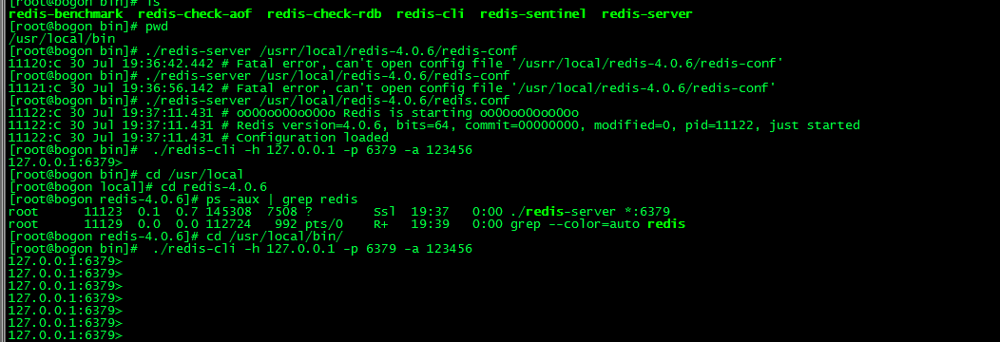 [root@bogon bin]# ls
redis-benchmark redis-check-aof redis-check-rdb redis-cli redis-sentinel redis-server
[root@bogon bin]# pwd
/usr/local/bin
[root@bogon bin]# ./redis-server /usrr/local/redis-4.0.6/redis-conf
11120:C 30 Jul 19:36:42.442 # Fatal error, can't open config file '/usrr/local/redis-4.0.6/redis-conf'
[root@bogon bin]# ./redis-server /usr/local/redis-4.0.6/redis-conf
11121:C 30 Jul 19:36:56.142 # Fatal error, can't open config file '/usr/local/redis-4.0.6/redis-conf'
[root@bogon bin]# ./redis-server /usr/local/redis-4.0.6/redis.conf
11122:C 30 Jul 19:37:11.431 # oO0OoO0OoO0Oo Redis is starting oO0OoO0OoO0Oo
11122:C 30 Jul 19:37:11.431 # Redis version=4.0.6, bits=64, commit=00000000, modified=0, pid=11122, just started
11122:C 30 Jul 19:37:11.431 # Configuration loaded
[root@bogon bin]# ./redis-cli -h 127.0.0.1 -p 6379 -a 123456
127.0.0.1:6379>
[root@bogon bin]# cd /usr/local
[root@bogon local]# cd redis-4.0.6
[root@bogon redis-4.0.6]# ps -aux | grep redis
root 11123 0.1 0.7 145308 7508 ? Ssl 19:37 0:00 ./redis-server *:6379
root 11129 0.0 0.0 112724 992 pts/0 R+ 19:39 0:00 grep --color=auto redis
[root@bogon redis-4.0.6]# cd /usr/local/bin/
[root@bogon bin]# ./redis-cli -h 127.0.0.1 -p 6379 -a 123456
127.0.0.1:6379>
127.0.0.1:6379>
127.0.0.1:6379>
127.0.0.1:6379>
127.0.0.1:6379>
127.0.0.1:6379>
127.0.0.1:6379>